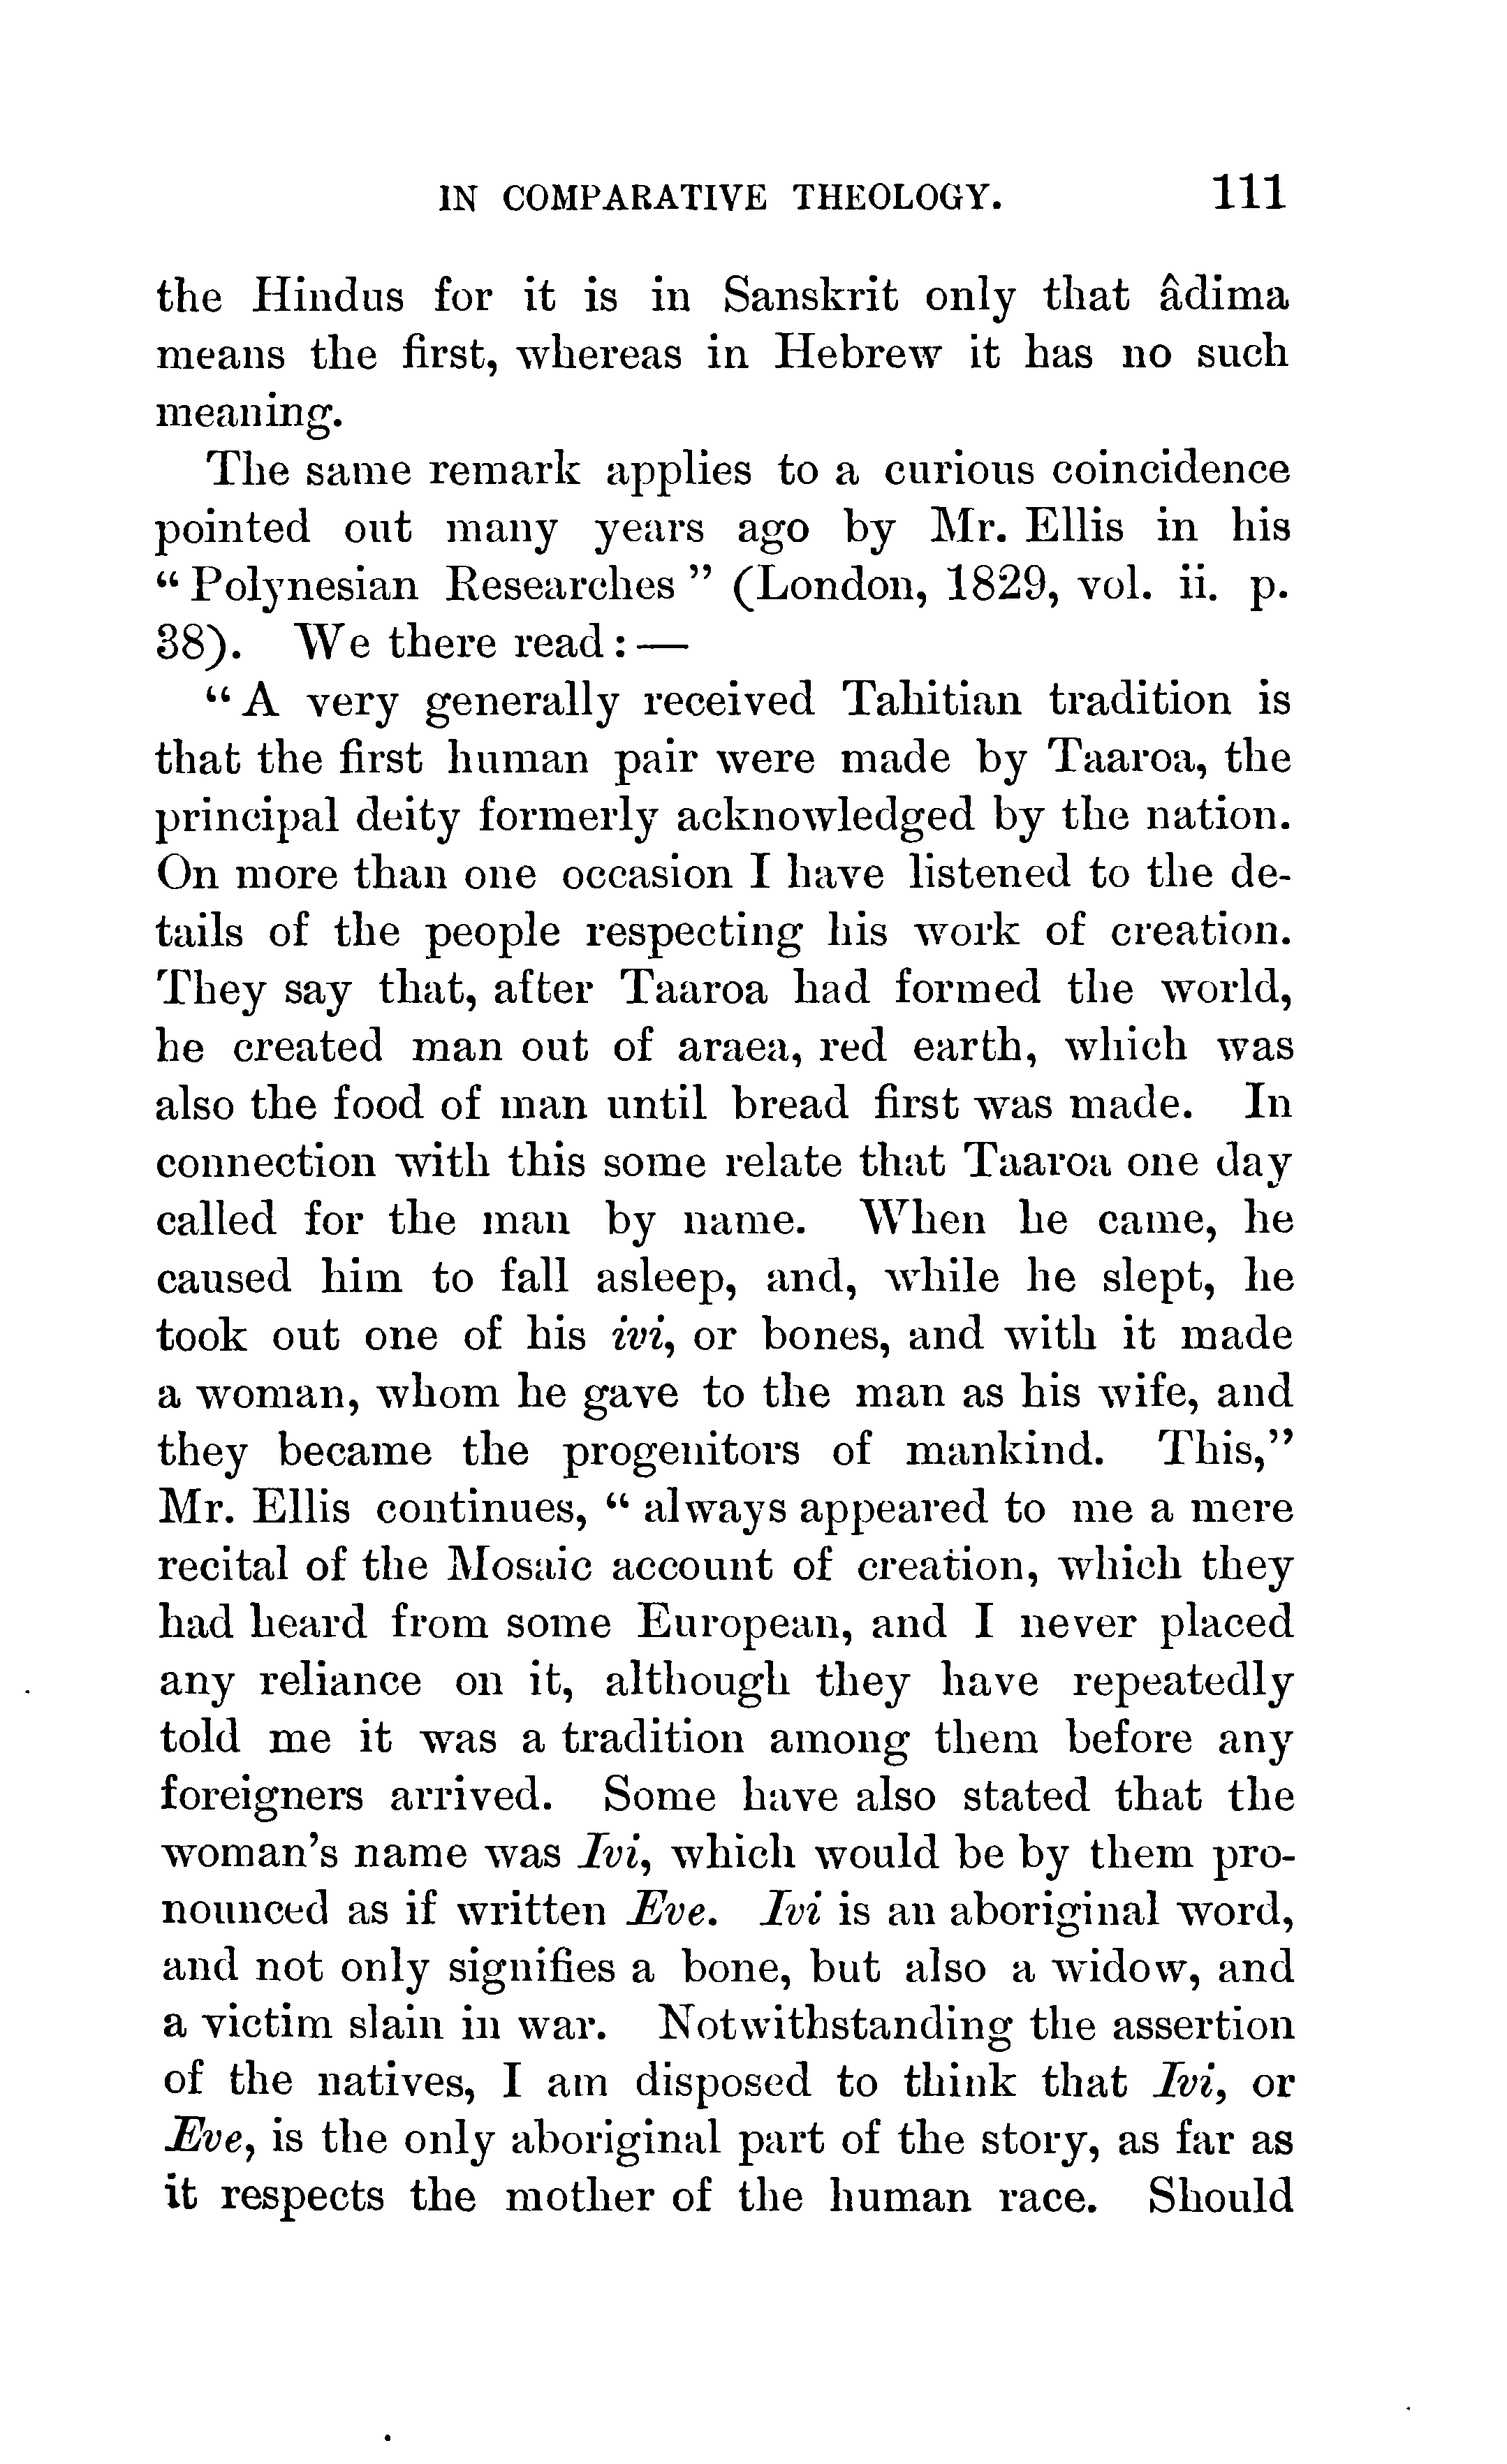 IN COMPARATIVE THEOLOGY. 111
the Hindus for it is in Sanskrit only that âdima
means the first, whereas in Hebrew it has no such
meaning.
The same remark applies to a curious coincidence
pointed out many years ago by Mr. Ellis in his
“Polynesian Researches” (London, 1829, vol. ii. p.
38). We there read:—
“A very generally received Tahitian tradition is
that the first human pair were made by Taaroa, the
principal deity formerly acknowledged by the nation.
On more than one occasion I have listened to the de-
tails of the people respecting his work of creation.
They say that, after Taaroa had formed the world,
he created man out of araea, red earth, which was
also the food of man until bread first was made. In
connection with this some relate that Taaroa one day
called for the man by name. When he came, he
caused him to fall asleep, and, while he slept, he
took out one of his ivi, or bones, and with it made
a woman, whom he gave to the man as his wife, and
they became the progenitors of mankind. This,”
Mr. Ellis continues, “always appeared to me a mere
recital of the Mosaic account of creation, which they
had heard from some European, and I never placed
any reliance on it, although they have repeatedly
told me it was a tradition among them before any
foreigners arrived. Some have also stated that the
woman's name was Ivi, which would be by them pro-
nounced as if written Eve. Ivi is an aboriginal word,
and not only signifies a bone, but also a widow, and
a victim slain in war. Notwithstanding the assertion
of the natives, I am disposed to think that Ivi, or
Eve, is the only aboriginal part of the story, as far as
it respects the mother of the human race. Should